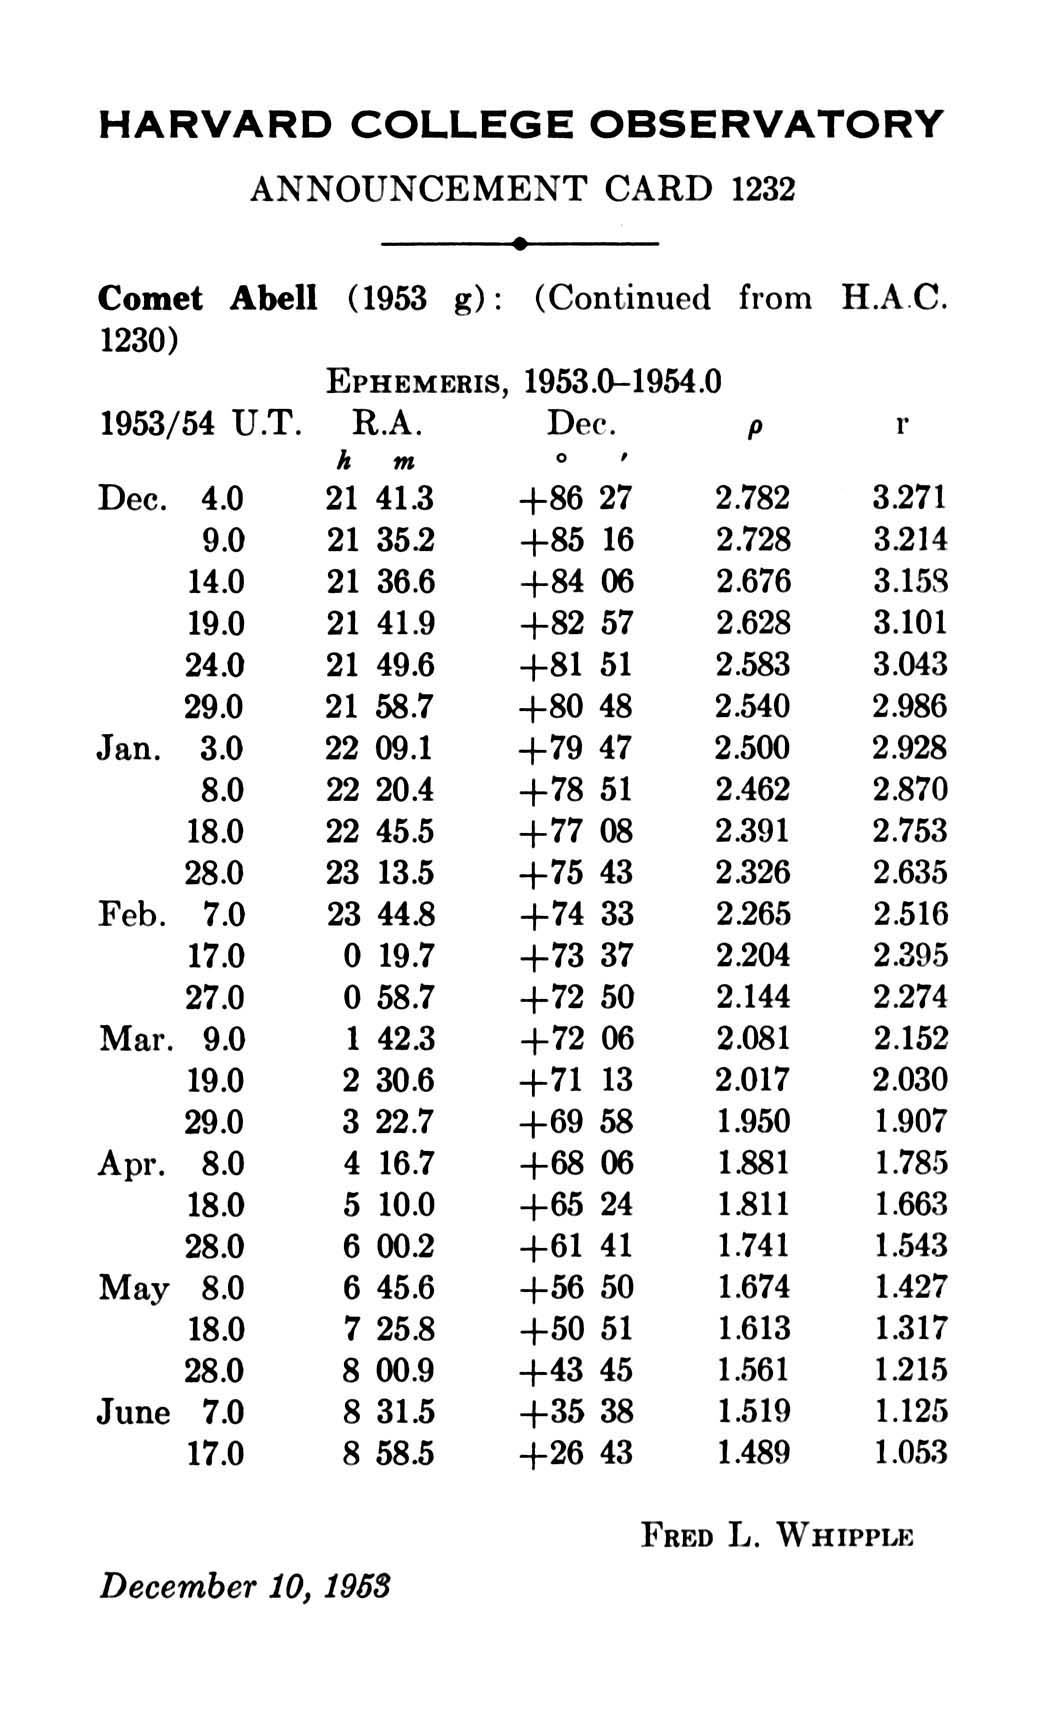 HARVARD COLLEGE OBSERVATORY
ANNOUNCEMENT CARD 1232
Comet Abell (1953 g): (Continued from H.A.C.
1230)
EPHEMERIS, 1953.0–1954.0
1953/54 U.T. R.A. Dec. ρ r
h m ° ′
Dec. 4.0 21 41.3 +86 27 2.782 3.271
9.0 21 35.2 +85 16 2.728 3.214
14.0 21 36.6 +84 06 2.676 3.158
19.0 21 41.9 +82 57 2.628 3.101
24.0 21 49.6 +81 51 2.583 3.043
29.0 21 58.7 +80 48 2.540 2.986
Jan. 3.0 22 09.1 +79 47 2.500 2.928
8.0 22 20.4 +78 51 2.462 2.870
18.0 22 45.5 +77 08 2.391 2.753
28.0 23 13.5 +75 43 2.326 2.635
Feb. 7.0 23 44.8 +74 33 2.265 2.516
17.0 0 19.7 +73 37 2.204 2.395
27.0 0 58.7 +72 50 2.144 2.274
Mar. 9.0 1 42.3 +72 06 2.081 2.152
19.0 2 30.6 +71 13 2.017 2.030
29.0 3 22.7 +69 58 1.950 1.907
Apr. 8.0 4 16.7 +68 06 1.881 1.785
18.0 5 10.0 +65 24 1.811 1.663
28.0 6 00.2 +61 41 1.741 1.543
May 8.0 6 45.6 +56 50 1.674 1.427
18.0 7 25.8 +50 51 1.613 1.317
28.0 8 00.9 +43 45 1.561 1.215
June 7.0 8 31.5 +35 38 1.519 1.125
17.0 8 58.5 +26 43 1.489 1.053
FRED L. WHIPPLE
December 10, 1953